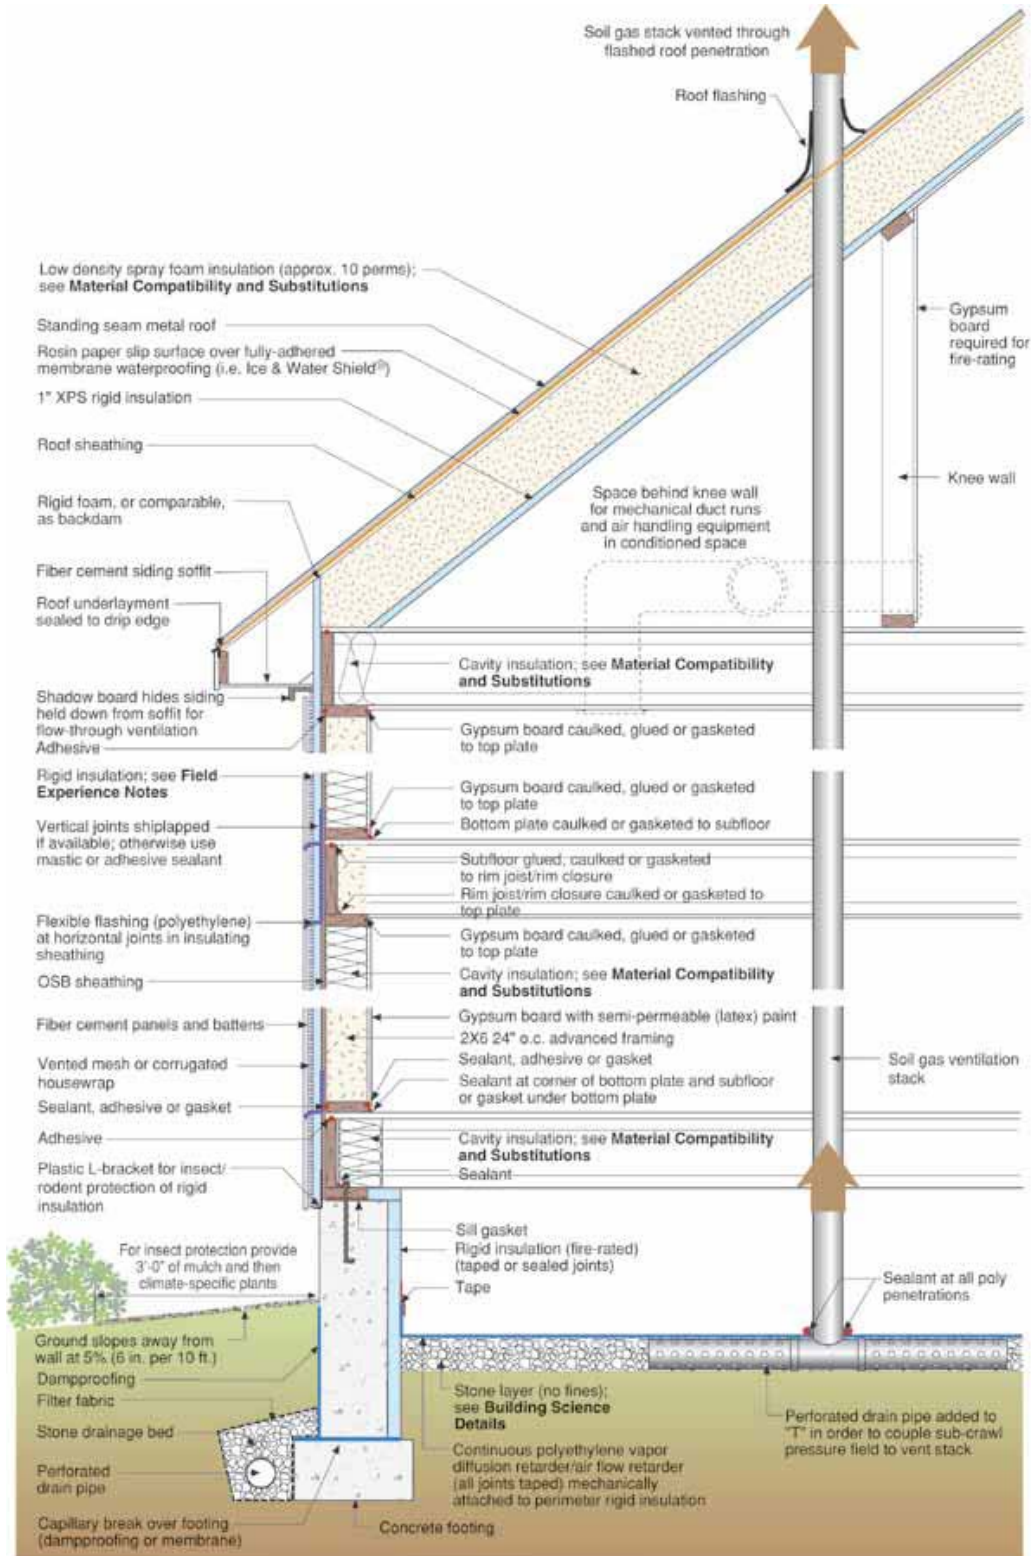 Soil gas stack vented through
flashed roof penetration
Roof flashing
Low density spray foam insulation (approx. 10 perms);
see Material Compatibility and Substitutions
Standing seam metal roof
Rosin paper slip surface over fully-adhered
membrane waterproofing (i.e. Ice & Water Shield®)
1" XPS rigid insulation
Roof sheathing
Rigid foam, or comparable,
as backdam
Fiber cement siding soffit
Roof underlayment
sealed to drip edge
Shadow board hides siding
held down from soffit for
flow-through ventilation
Adhesive
Rigid insulation; see Field
Experience Notes
Vertical joints shiplapped
if available; otherwise use
mastic or adhesive sealant
Flexible flashing (polyethylene)
at horizontal joints in insulating
sheathing
OSB sheathing
Fiber cement panels and battens
Vented mesh or corrugated
housewrap
Sealant, adhesive or gasket
Adhesive
Plastic L-bracket for insect/
rodent protection of rigid
insulation
For insect protection provide
3'-0" of mulch and then
climate-specific plants
Ground slopes away from
wall at 5% (6 in. per 10 ft.)
Dampproofing
Filter fabric
Stone drainage bed
Perforated
drain pipe
Capillary break over footing
(dampproofing or membrane)
Gypsum
board
required for
fire-rating
Knee wall
Space behind knee wall
for mechanical duct runs
and air handling equipment
in conditioned space
Cavity insulation; see Material Compatibility
and Substitutions
Gypsum board caulked, glued or gasketed
to top plate
Gypsum board caulked, glued or gasketed
to top plate
Bottom plate caulked or gasketed to subfloor
Subfloor glued, caulked or gasketed
to rim joist/rim closure
Rim joist/rim closure caulked or gasketed to
top plate
Gypsum board caulked, glued or gasketed
to top plate
Cavity insulation; see Material Compatibility
and Substitutions
Gypsum board with semi-permeable (latex) paint
2X6 24" o.c. advanced framing
Sealant, adhesive or gasket
Sealant at corner of bottom plate and subfloor
or gasket under bottom plate
Cavity insulation; see Material Compatibility
and Substitutions
Sealant
Sill gasket
Rigid insulation (fire-rated)
(taped or sealed joints)
Tape
Soil gas ventilation
stack
Sealant at all poly
penetrations
Stone layer (no fines);
see Building Science
Details
Continuous polyethylene vapor
diffusion retarder/air flow retarder
(all joints taped) mechanically
attached to perimeter rigid insulation
Perforated drain pipe added to
"T" in order to couple sub-crawl
pressure field to vent stack
Concrete footing